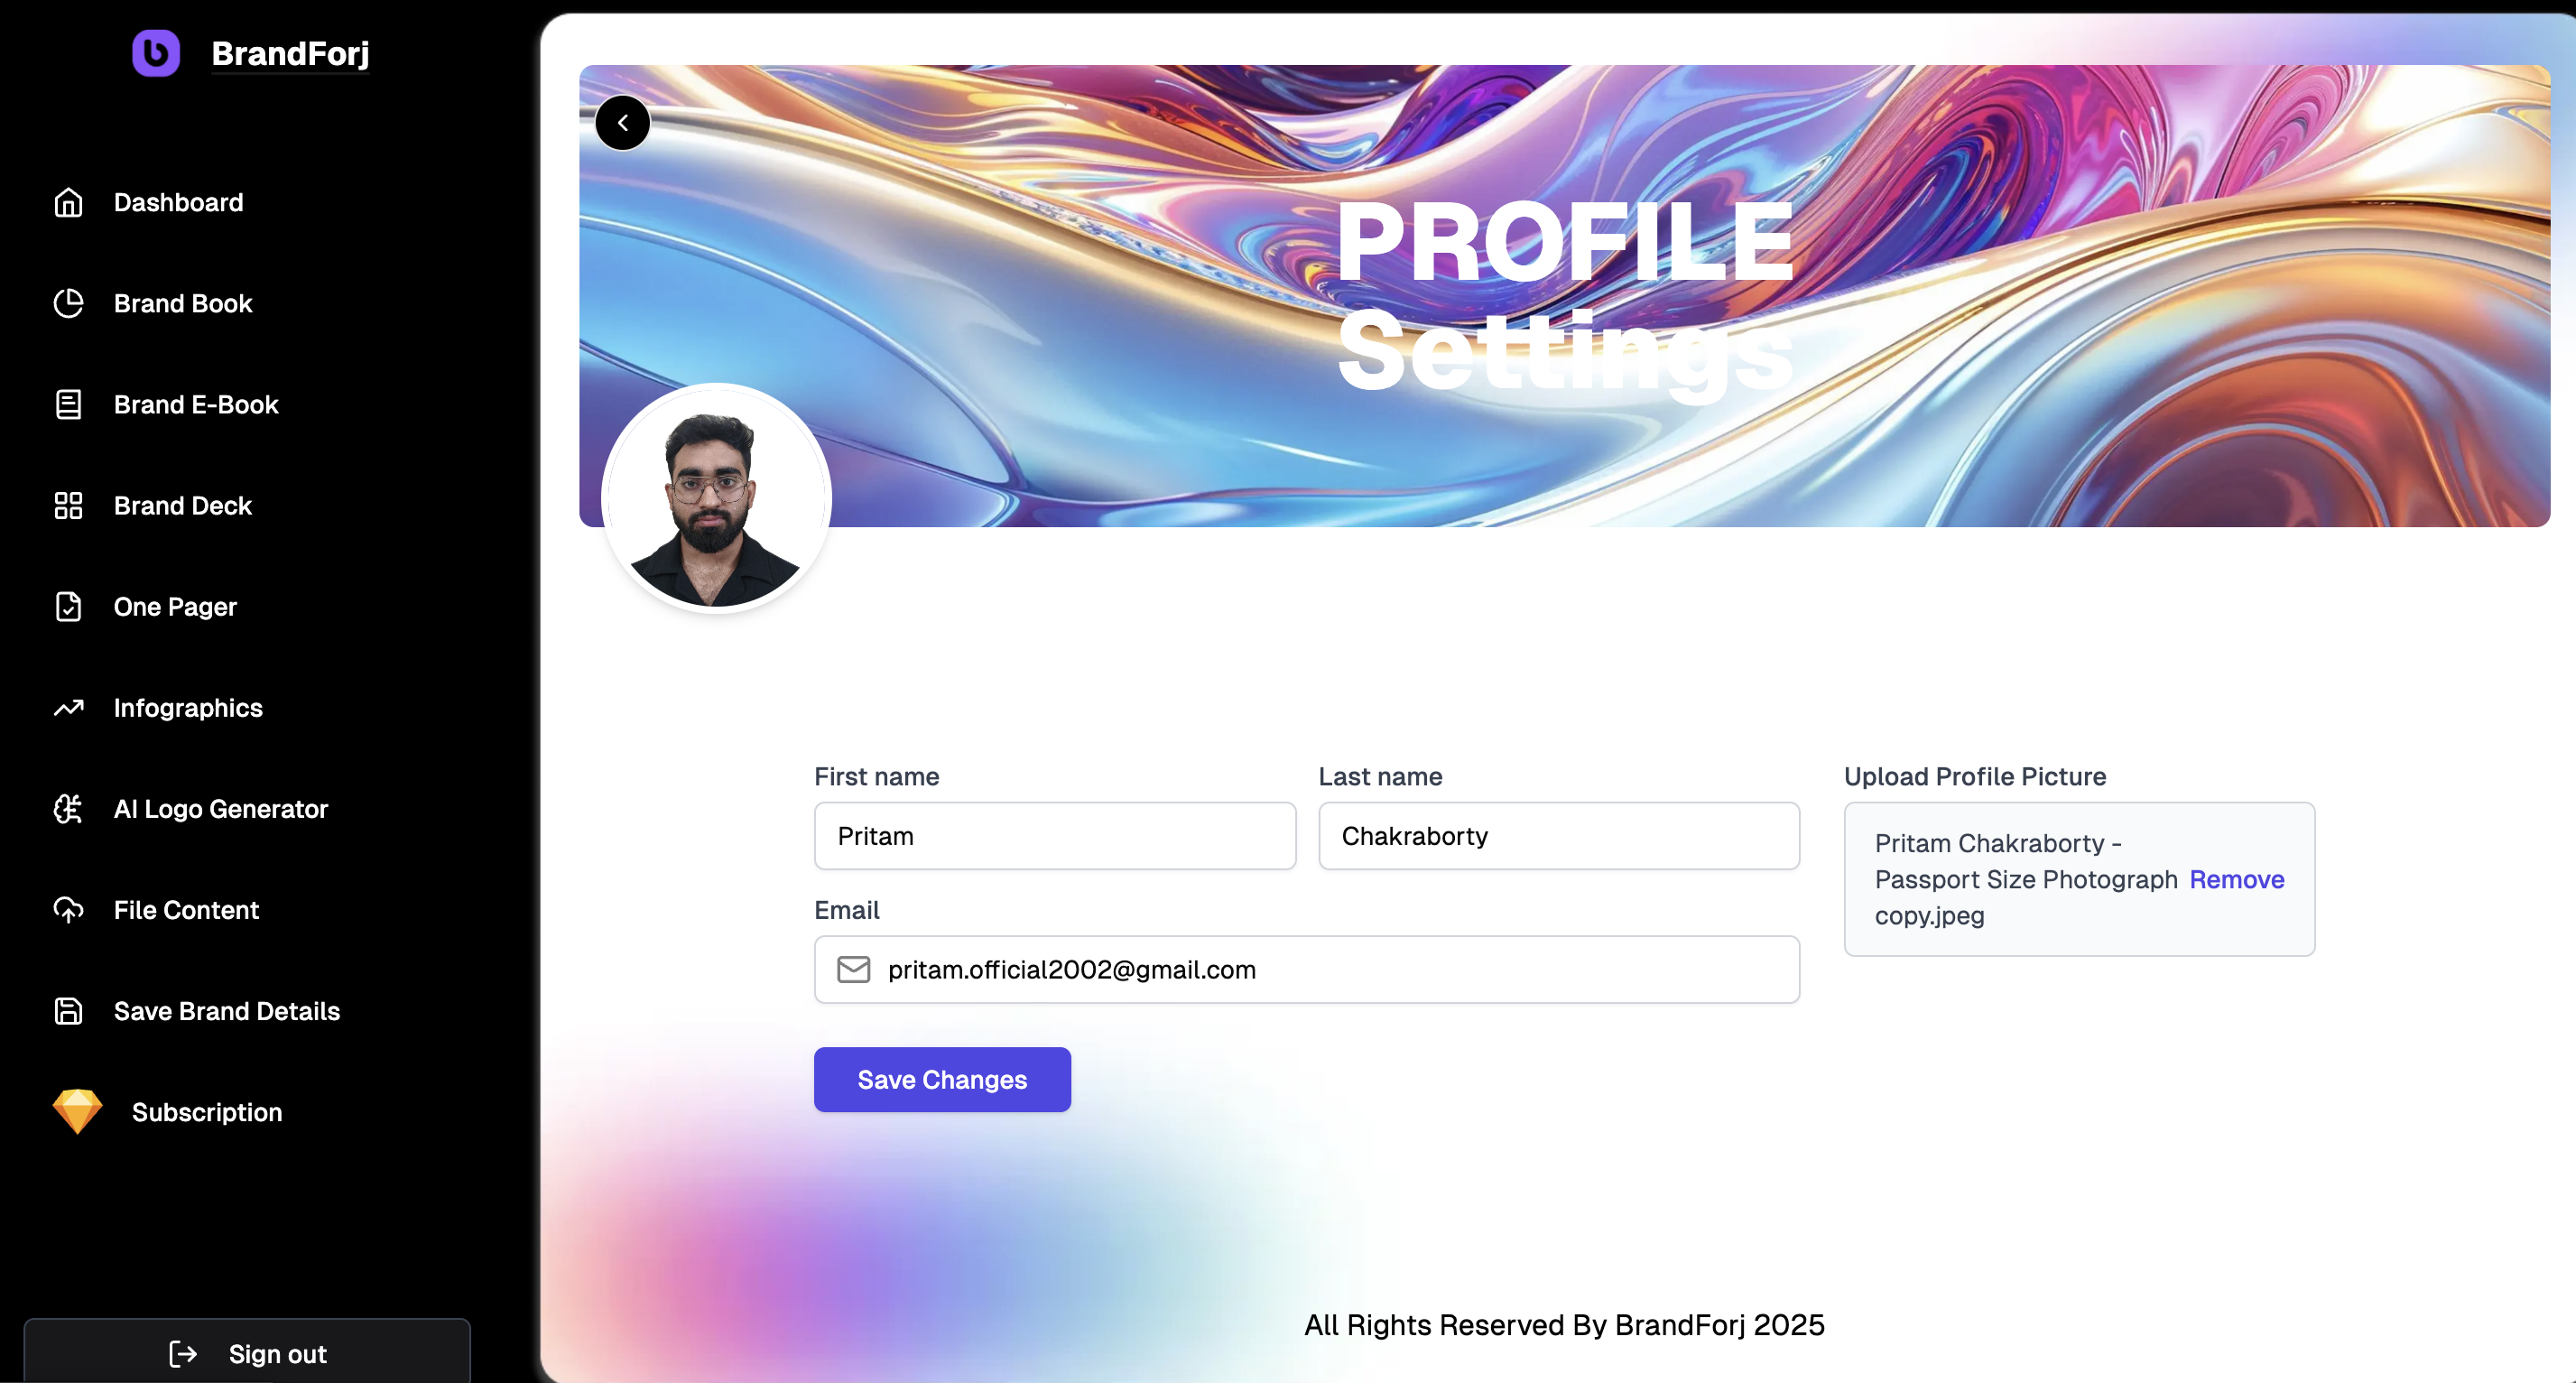 BrandForj
Dashboard
Brand Book
Brand E-Book
Brand Deck
One Pager
Infographics
AI Logo Generator
File Content
Save Brand Details
Subscription
Sign out
PROFILE
Settings
First name
Last name
Upload Profile Picture
Pritam
Chakraborty
Pritam Chakraborty -
Passport Size Photograph Remove
copy.jpeg
Email
pritam.official2002@gmail.com
Save Changes
All Rights Reserved By BrandForj 2025